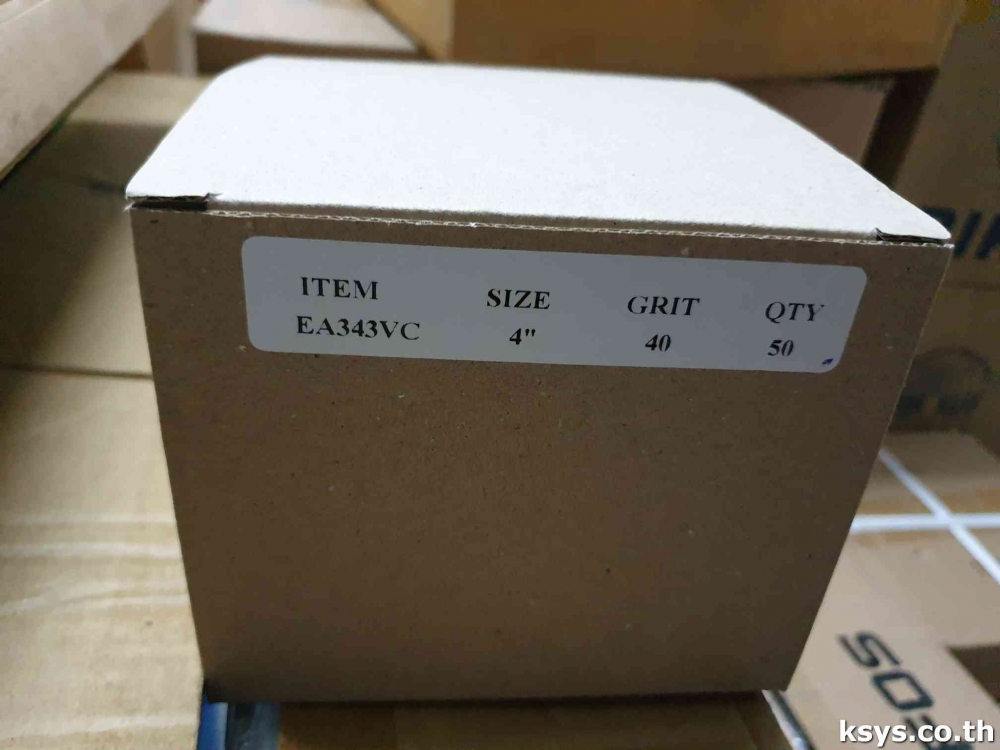 ITEM SIZE GRIT QTY
EA343VC 4" 40 50
ksys.co.th